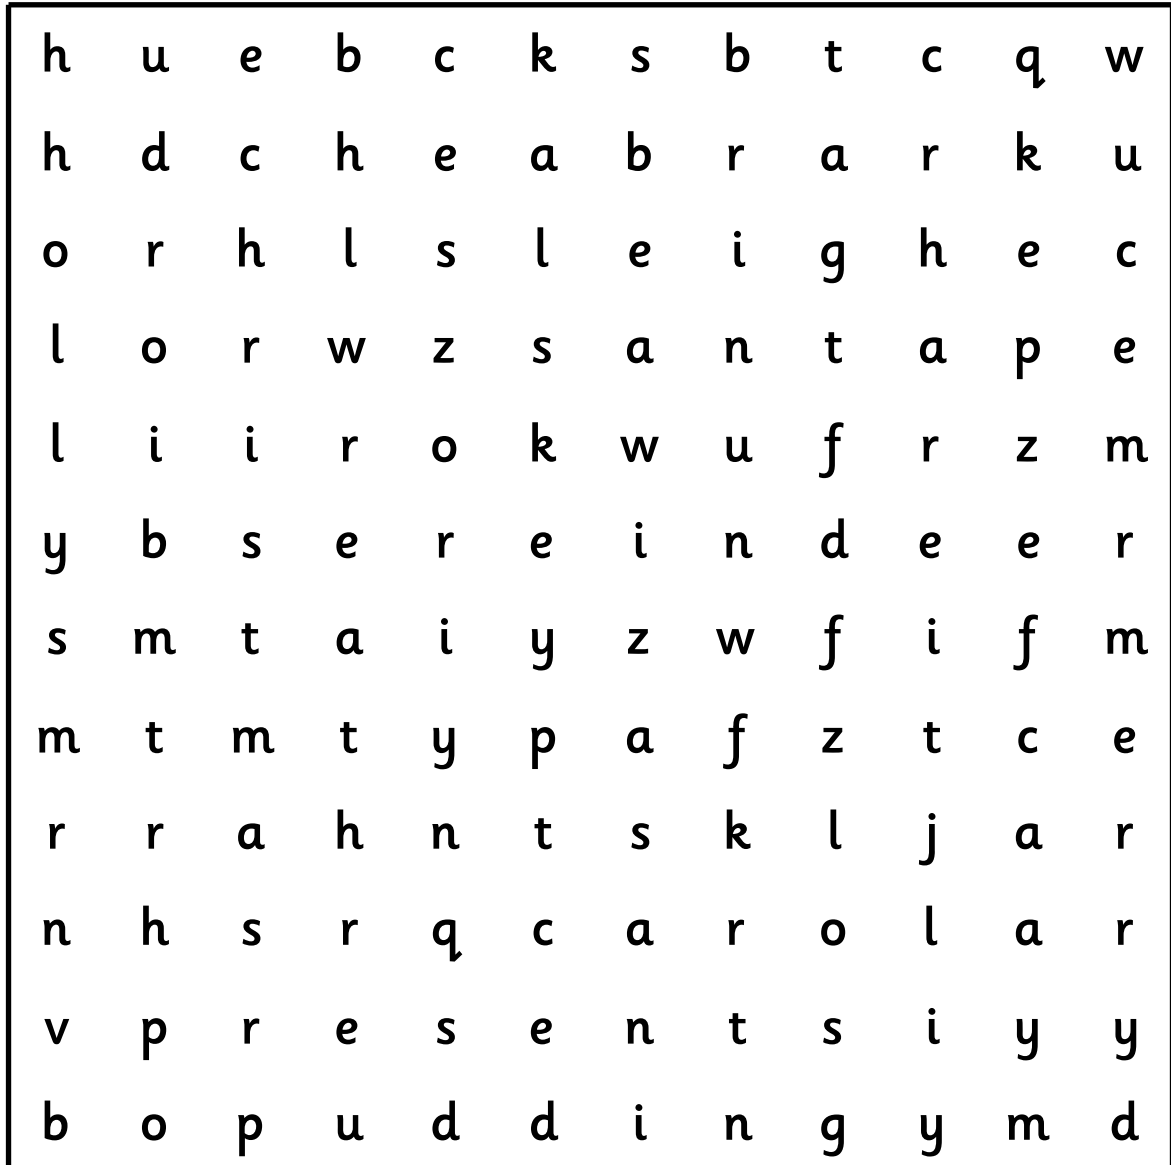 h u e b c k s b t c q w
h d c h e a b r a r k u
o r h l s l e i g h e c
l o r w z s a n t a p e
l i i r o k w u f r z m
y b s e r e i n d e e r
s m t a i y z w f i f m
m t m t y p a f z t c e
r r a h n t s k l j a r
n h s r q c a r o l a r
v p r e s e n t s i y y
b o p u d d i n g y m d